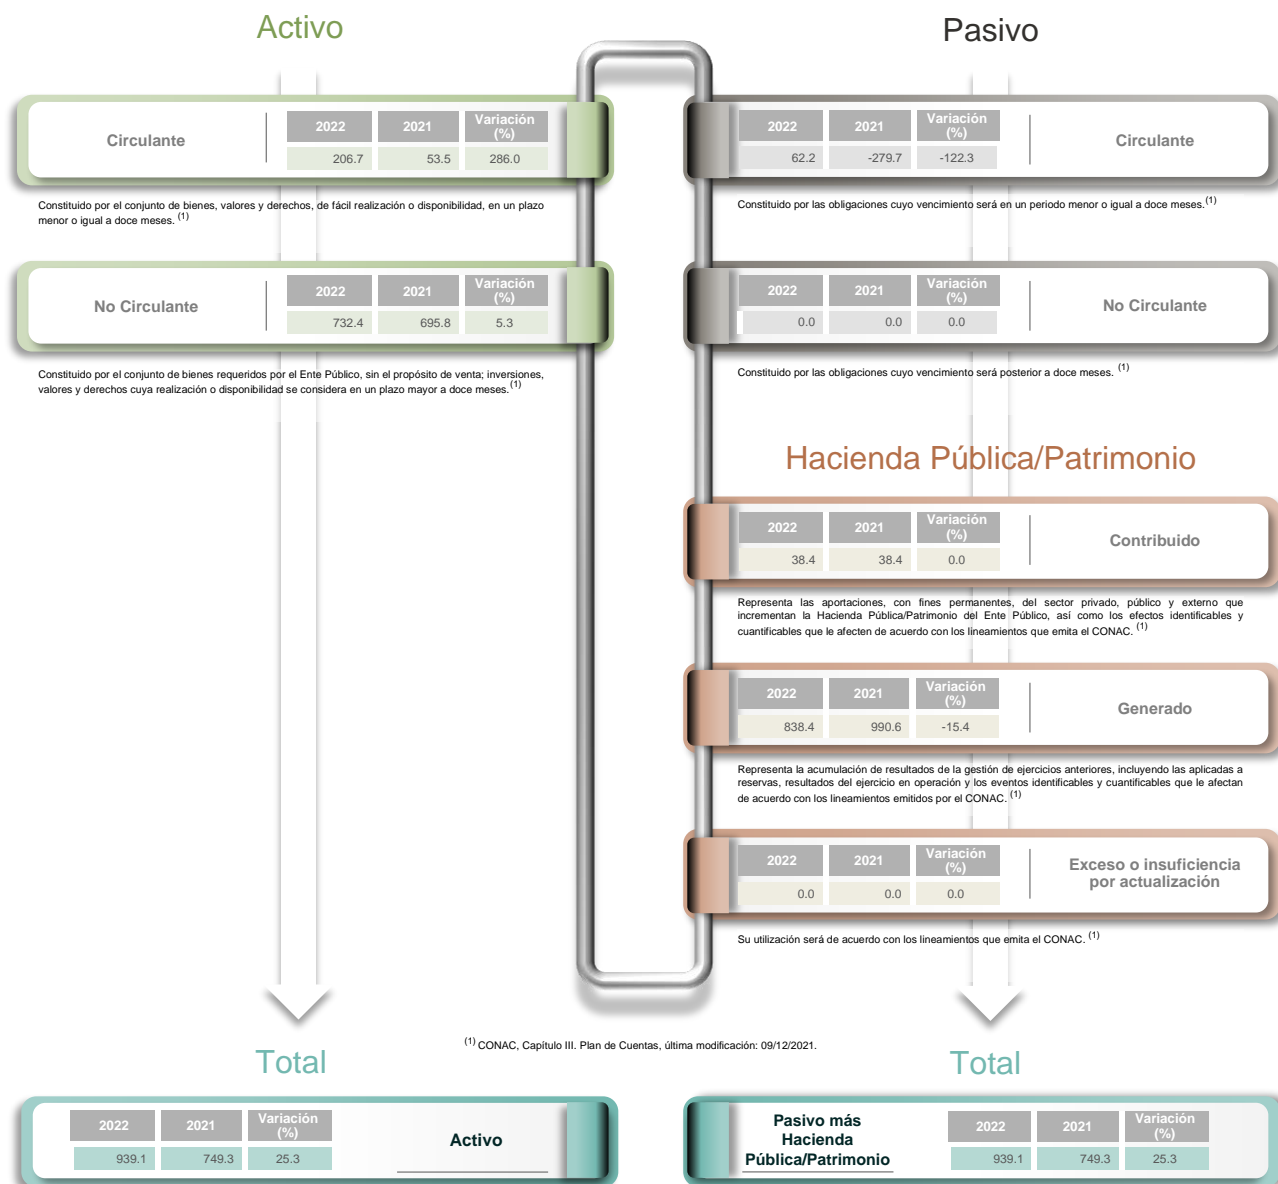 Activo
Circulante
2022 2021 Variación
(%)
206.7 53.5 286.0
Constituido por el conjunto de bienes, valores y derechos, de fácil realización o disponibilidad, en un plazo
menor o igual a doce meses. (1)
No Circulante
2022 2021 Variación
(%)
732.4 695.8 5.3
Constituido por el conjunto de bienes requeridos por el Ente Público, sin el propósito de venta; inversiones,
valores y derechos cuya realización o disponibilidad se considera en un plazo mayor a doce meses. (1)
Pasivo
2022 2021 Variación
(%)
62.2 -279.7 -122.3
Circulante
Constituido por las obligaciones cuyo vencimiento será en un periodo menor o igual a doce meses. (1)
2022 2021 Variación
(%)
0.0 0.0 0.0
No Circulante
Constituido por las obligaciones cuyo vencimiento será posterior a doce meses. (1)
Hacienda Pública/Patrimonio
2022 2021 Variación
(%)
38.4 38.4 0.0
Contribuido
Representa las aportaciones, con fines permanentes, del sector privado, público y externo que
incrementan la Hacienda Pública/Patrimonio del Ente Público, así como los efectos identificables y
cuantificables que le afecten de acuerdo con los lineamientos que emita el CONAC. (1)
2022 2021 Variación
(%)
838.4 990.6 -15.4
Generado
Representa la acumulación de resultados de la gestión de ejercicios anteriores, incluyendo las aplicadas a
reservas, resultados del ejercicio en operación y los eventos identificables y cuantificables que le afectan
de acuerdo con los lineamientos emitidos por el CONAC. (1)
2022 2021 Variación
(%)
0.0 0.0 0.0
Exceso o insuficiencia
por actualización
Su utilización será de acuerdo con los lineamientos que emita el CONAC. (1)
(1) CONAC, Capítulo III. Plan de Cuentas, última modificación: 09/12/2021.
Total
2022 2021 Variación
(%)
939.1 749.3 25.3
Activo
Total
Pasivo más
Hacienda
Pública/Patrimonio
2022 2021 Variación
(%)
939.1 749.3 25.3